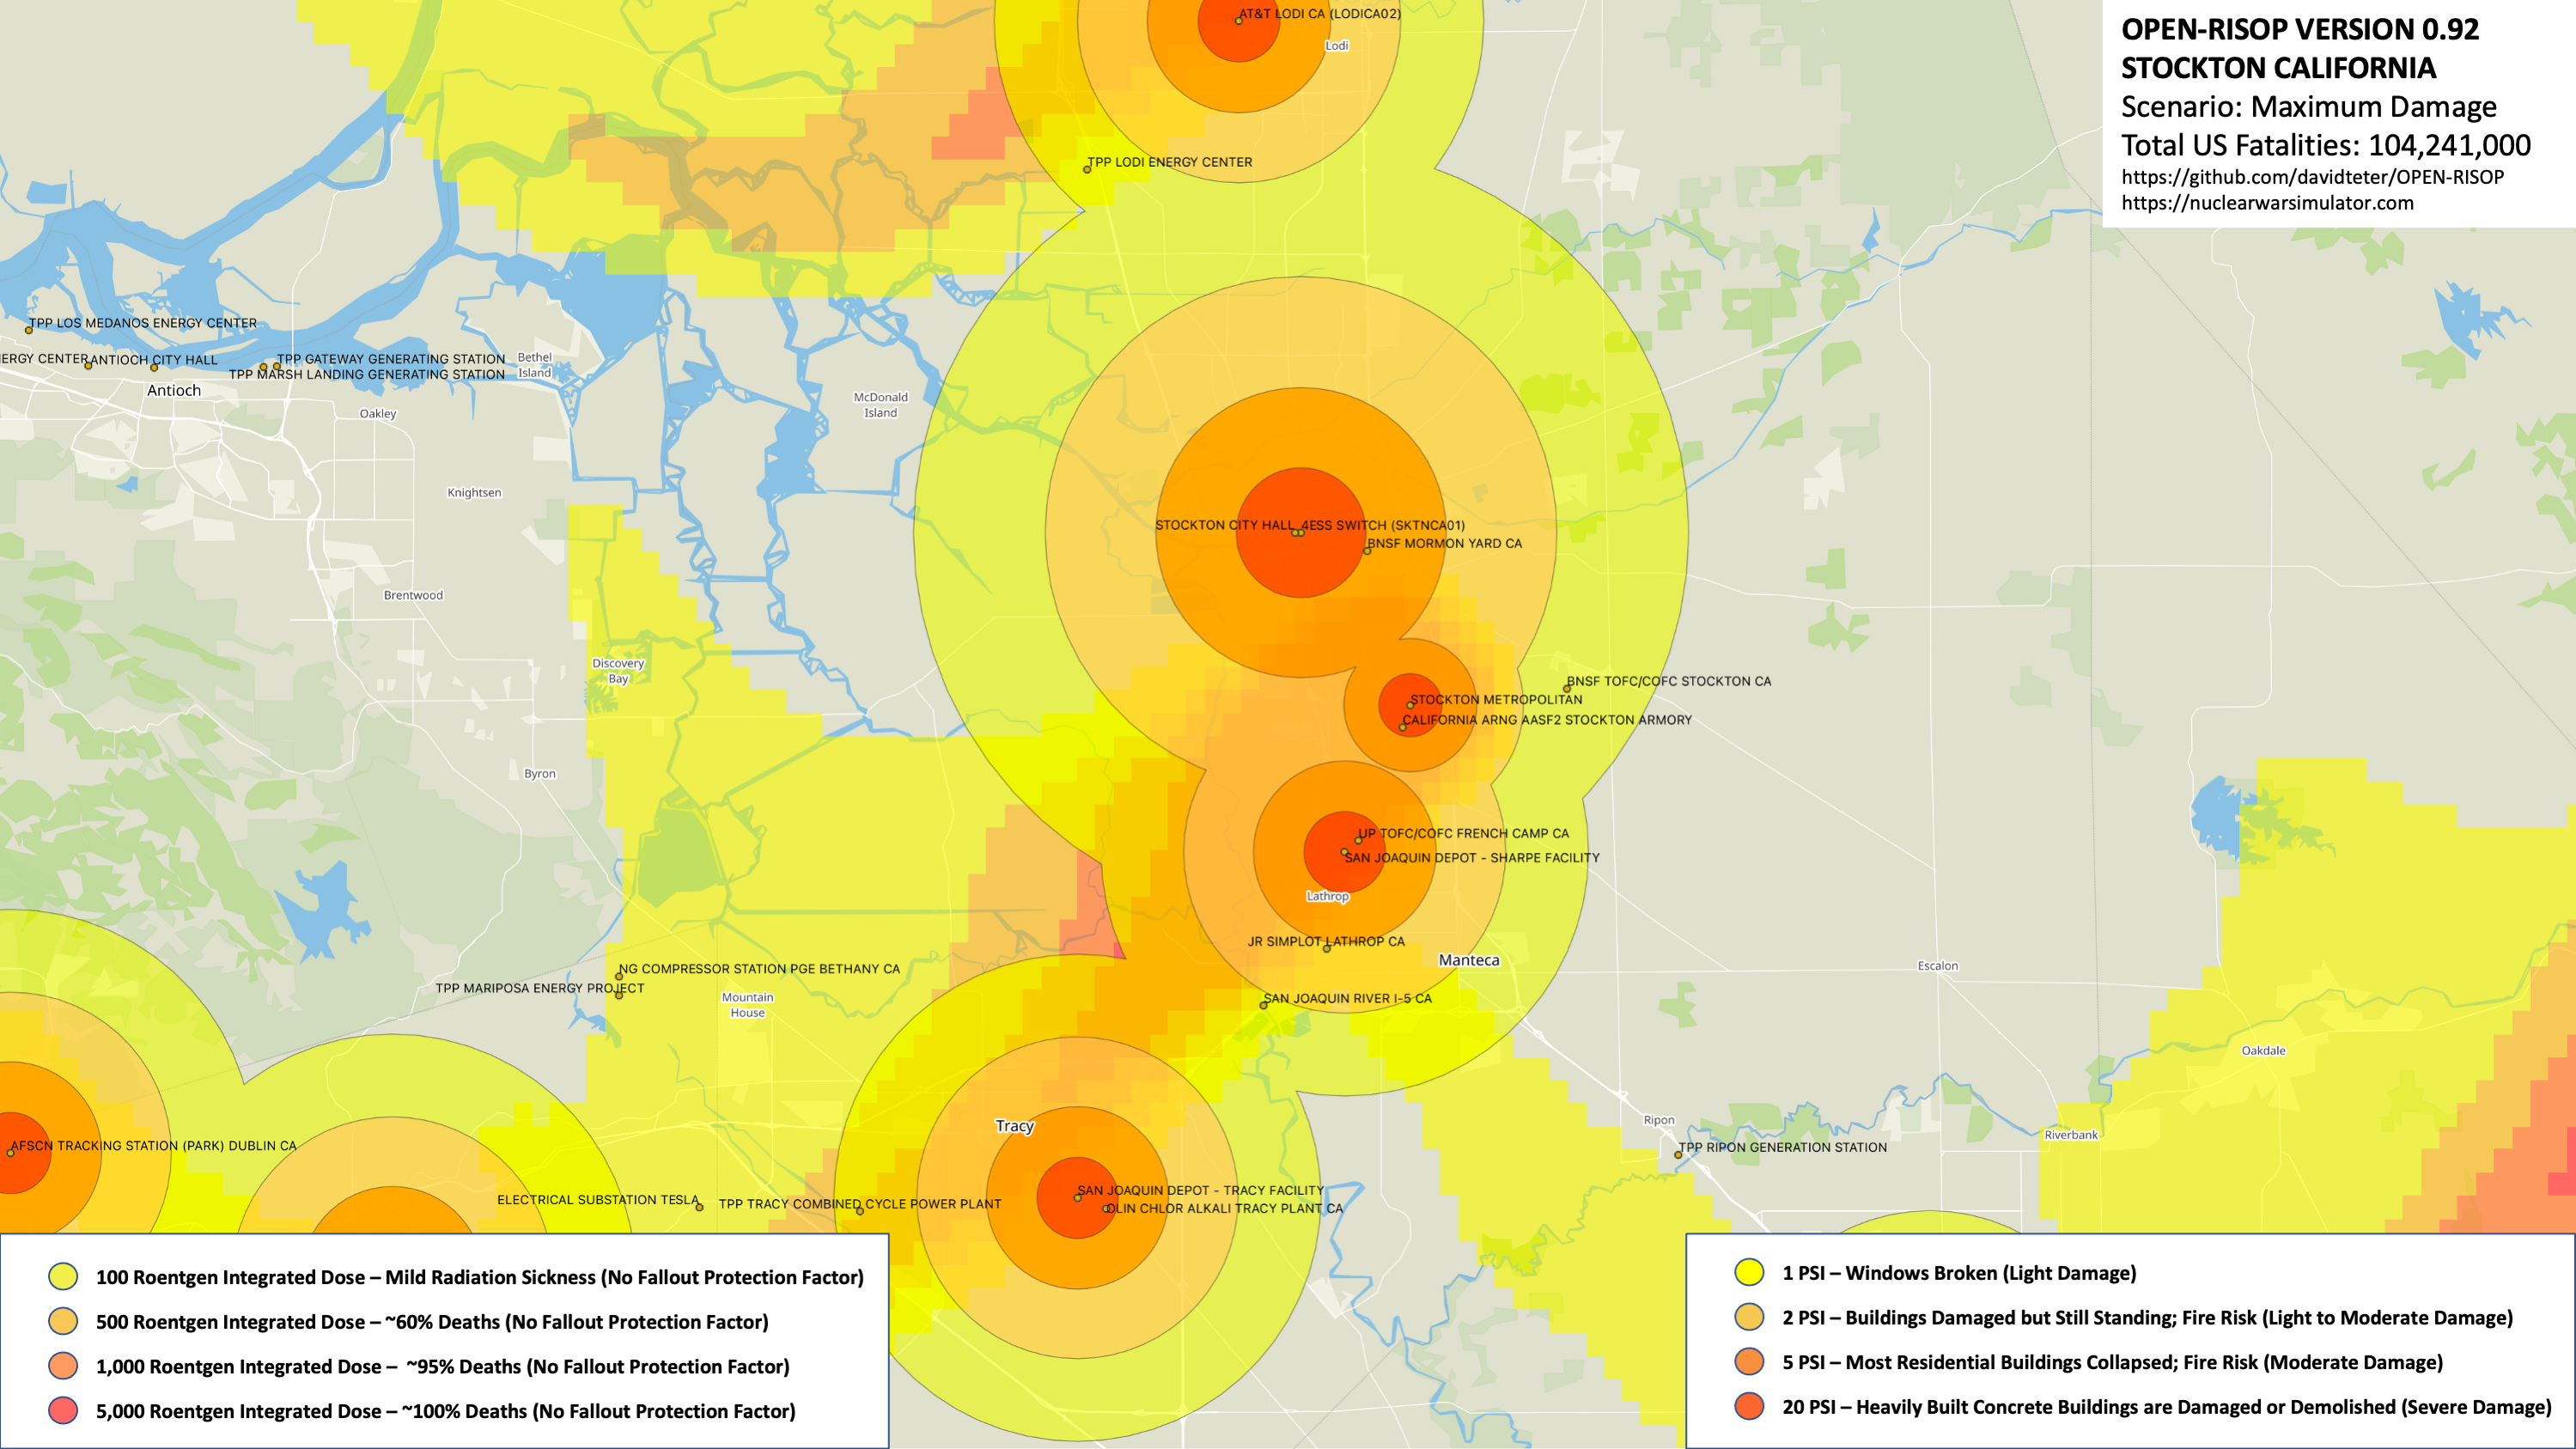 AT&T LODI CA (LODICA02)
Lodi
OPEN-RISOP VERSION 0.92
STOCKTON CALIFORNIA
Scenario: Maximum Damage
Total US Fatalities: 104,241,000
https://github.com/davidteter/OPEN-RISOP
https://nuclearwarsimulator.com
TPP LODI ENERGY CENTER
TPP LOS MEDANOS ENERGY CENTER
ERGY CENTER
ANTIOCH CITY HALL
TPP GATEWAY GENERATING STATION
TPP MARSH LANDING GENERATING STATION
Bethel
Island
Antioch
Oakley
McDonald
Island
Knightsen
STOCKTON CITY HALL
4ESS SWITCH (SKTNCA01)
BNSF MORMON YARD CA
Brentwood
Discovery
Bay
BNSF TOFC/COFC STOCKTON CA
STOCKTON METROPOLITAN
CALIFORNIA ARNG AASF2 STOCKTON ARMORY
Byron
UP TOFC/COFC FRENCH CAMP CA
SAN JOAQUIN DEPOT - SHARPE FACILITY
Lathrop
JR SIMPLOT LATHROP CA
Manteca
Escalon
NG COMPRESSOR STATION PGE BETHANY CA
TPP MARIPOSA ENERGY PROJECT
Mountain
House
SAN JOAQUIN RIVER I-5 CA
Oakdale
Tracy
Ripon
Riverbank
AFSCN TRACKING STATION (PARK) DUBLIN CA
TPP RIPON GENERATION STATION
ELECTRICAL SUBSTATION TESLA
TPP TRACY COMBINED CYCLE POWER PLANT
SAN JOAQUIN DEPOT - TRACY FACILITY
OLIN CHLOR ALKALI TRACY PLANT CA
100 Roentgen Integrated Dose – Mild Radiation Sickness (No Fallout Protection Factor)
500 Roentgen Integrated Dose – ~60% Deaths (No Fallout Protection Factor)
1,000 Roentgen Integrated Dose – ~95% Deaths (No Fallout Protection Factor)
5,000 Roentgen Integrated Dose – ~100% Deaths (No Fallout Protection Factor)
1 PSI – Windows Broken (Light Damage)
2 PSI – Buildings Damaged but Still Standing; Fire Risk (Light to Moderate Damage)
5 PSI – Most Residential Buildings Collapsed; Fire Risk (Moderate Damage)
20 PSI – Heavily Built Concrete Buildings are Damaged or Demolished (Severe Damage)